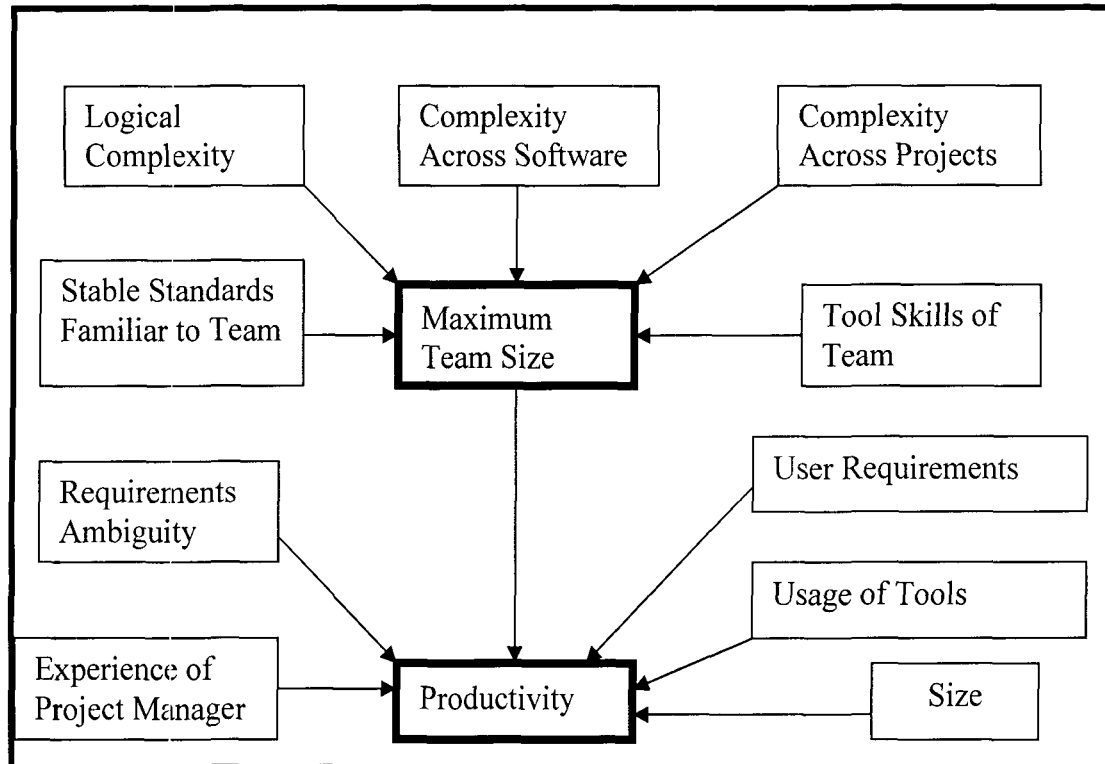 Logical
Complexity
Complexity
Across Software
Complexity
Across Projects
Stable Standards
Familiar to Team
Maximum
Team Size
Tool Skills of
Team
Requirements
Ambiguity
User Requirements
Usage of Tools
Experience of
Project Manager
Productivity
Size